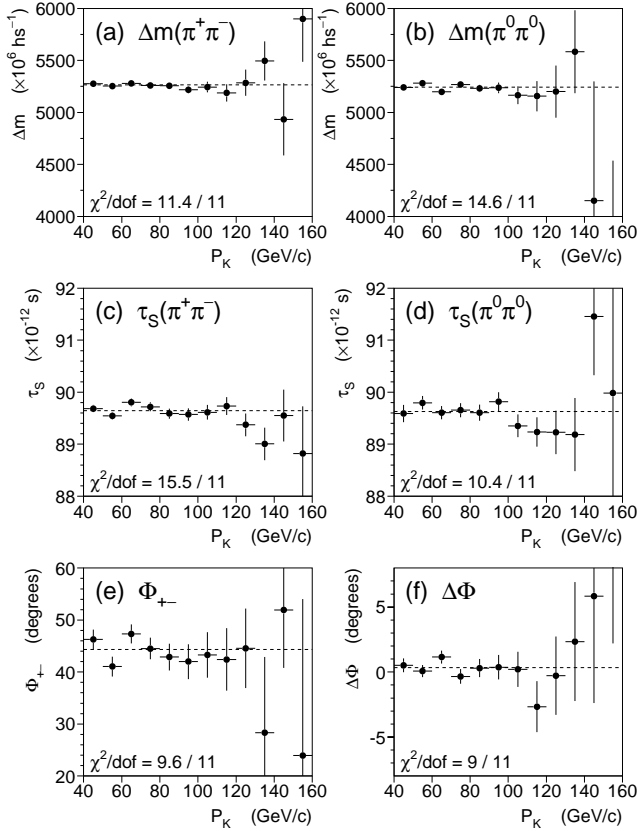 (a) Δm(π⁺π⁻)
6000
5500
5000
4500
4000
Δm (×10⁶ hs⁻¹)
χ²/dof = 11.4 / 11
40 60 80 100 120 140 160
P_K (GeV/c)
(b) Δm(π⁰π⁰)
6000
5500
5000
4500
4000
Δm (×10⁶ hs⁻¹)
χ²/dof = 14.6 / 11
40 60 80 100 120 140 160
P_K (GeV/c)
(c) τ_S(π⁺π⁻)
92
91
90
89
88
τ_S (×10⁻¹² s)
χ²/dof = 15.5 / 11
40 60 80 100 120 140 160
P_K (GeV/c)
(d) τ_S(π⁰π⁰)
92
91
90
89
88
τ_S (×10⁻¹² s)
χ²/dof = 10.4 / 11
40 60 80 100 120 140 160
P_K (GeV/c)
(e) Φ₊₋
60
50
40
30
20
Φ₊₋ (degrees)
χ²/dof = 9.6 / 11
40 60 80 100 120 140 160
P_K (GeV/c)
(f) ΔΦ
5
0
-5
ΔΦ (degrees)
χ²/dof = 9 / 11
40 60 80 100 120 140 160
P_K (GeV/c)